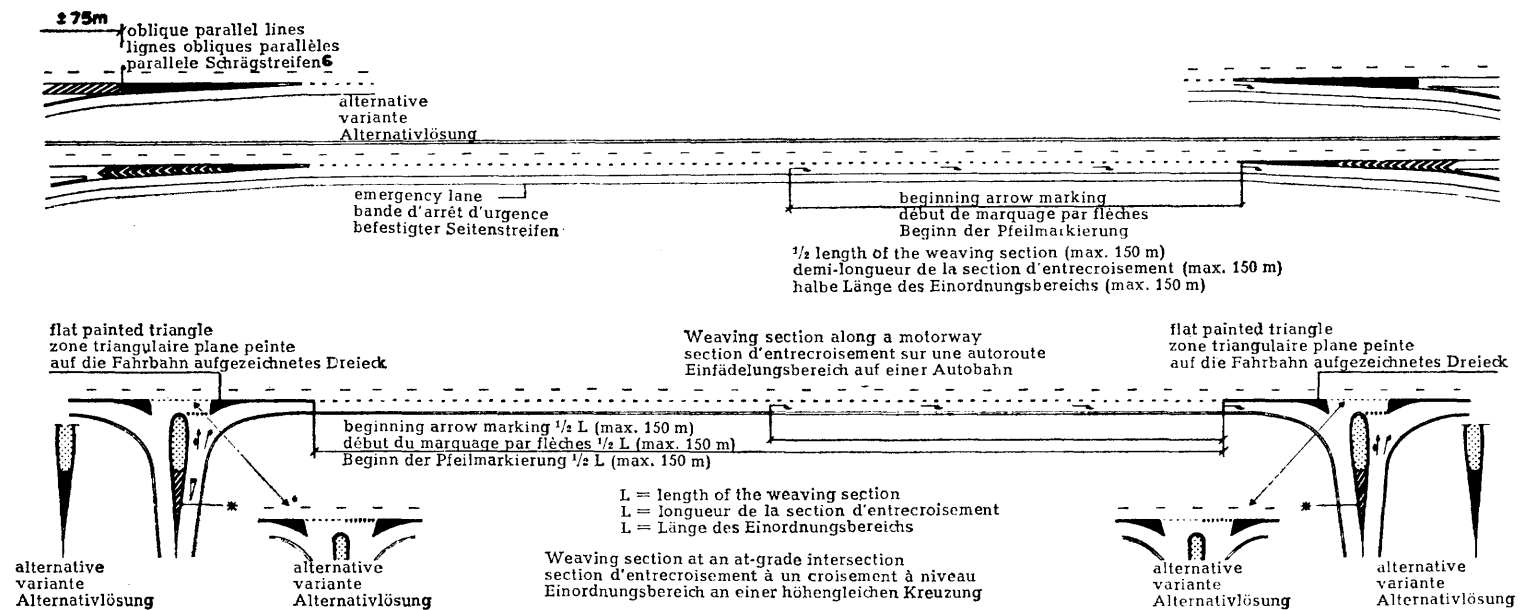 ± 75m
oblique parallel lines
lignes obliques parallèles
parallele Schrägstreifen6
alternative
variante
Alternativlösung
emergency lane
bande d'arrêt d'urgence
befestigter Seitenstreifen
beginning arrow marking
début de marquage par flèches
Beginn der Pfeilmarkierung
1/2 length of the weaving section (max. 150 m)
demi-longueur de la section d'entrecroisement (max. 150 m)
halbe Länge des Einordnungsbereichs (max. 150 m)
flat painted triangle
zone triangulaire plane peinte
auf die Fahrbahn aufgezeichnetes Dreieck
Weaving section along a motorway
section d'entrecroisement sur une autoroute
Einfädelungsbereich auf einer Autobahn
flat painted triangle
zone triangulaire plane peinte
auf die Fahrbahn aufgezeichnetes Dreieck
beginning arrow marking 1/2 L (max. 150 m)
début du marquage par flèches 1/2 L (max. 150 m)
Beginn der Pfeilmarkierung 1/2 L (max. 150 m)
L = length of the weaving section
L = longueur de la section d'entrecroisement
L = Länge des Einordnungsbereichs
Weaving section at an at-grade intersection
section d'entrecroisement à un croisement à niveau
Einordnungsbereich an einer höhengleichen Kreuzung
alternative
variante
Alternativlösung
alternative
variante
Alternativlösung
alternative
variante
Alternativlösung
alternative
variante
Alternativlösung